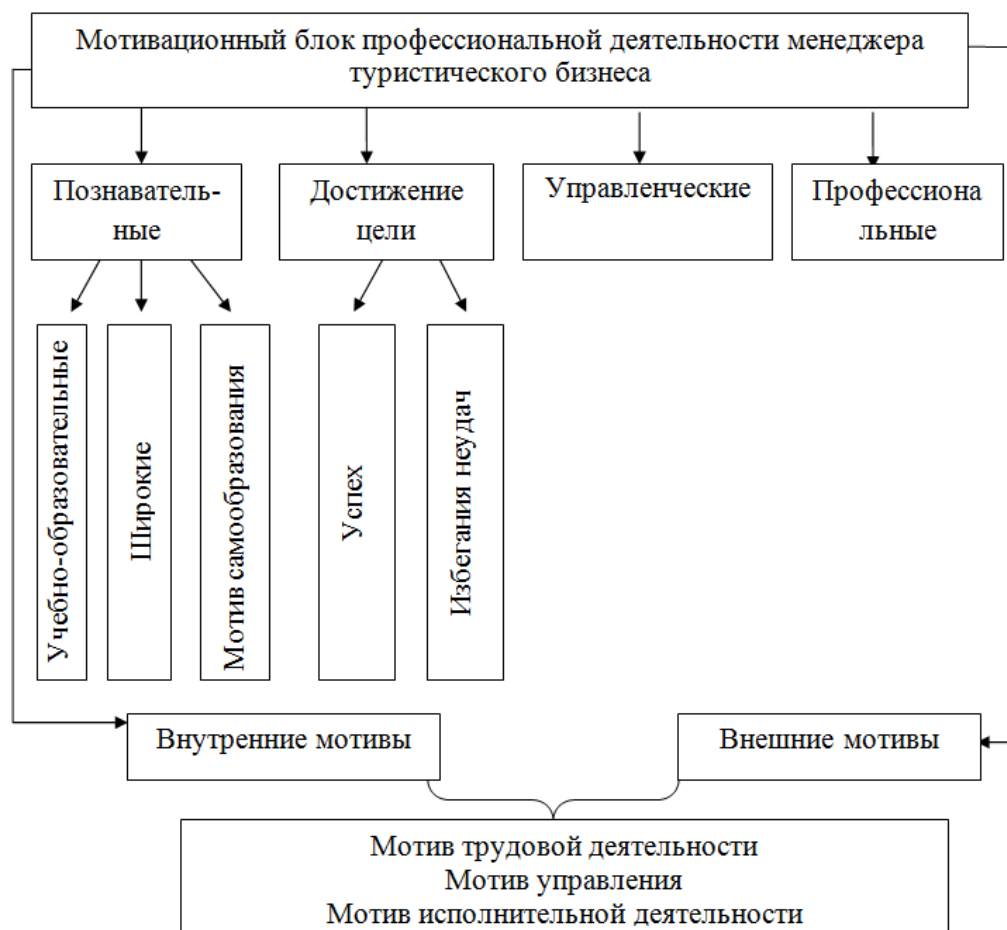 Мотивационный блок профессиональной деятельности менеджера
туристического бизнеса
Познаватель-
ные
Достижение
цели
Управленческие
Профессиона
льные
Учебно-образовательные
Широкие
Мотив самообразования
Успех
Избегания неудач
Внутренние мотивы
Внешние мотивы
Мотив трудовой деятельности
Мотив управления
Мотив исполнительной деятельности